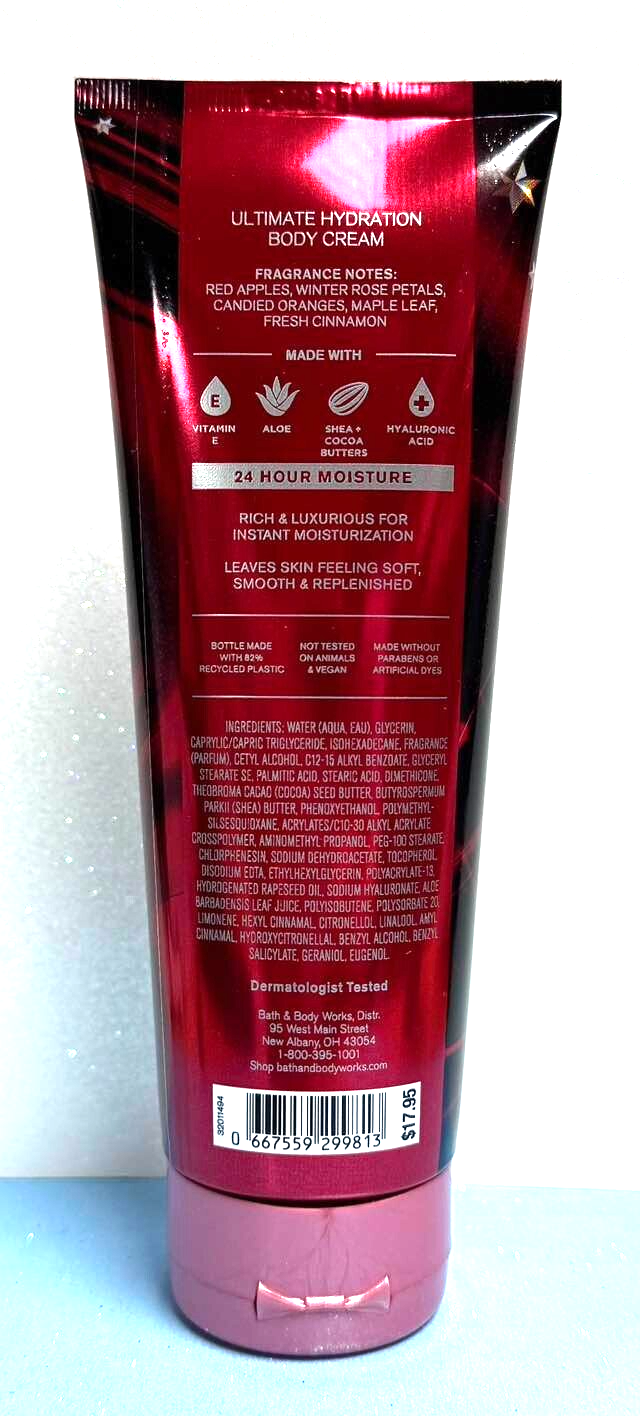 ULTIMATE HYDRATION
BODY CREAM
FRAGRANCE NOTES:
RED APPLES, WINTER ROSE PETALS,
CANDIED ORANGES, MAPLE LEAF,
FRESH CINNAMON
MADE WITH
E
VITAMIN
E
ALOE
SHEA +
COCOA
BUTTERS
HYALURONIC
ACID
24 HOUR MOISTURE
RICH & LUXURIOUS FOR
INSTANT MOISTURIZATION
LEAVES SKIN FEELING SOFT,
SMOOTH & REPLENISHED
BOTTLE MADE
WITH 82%
RECYCLED PLASTIC
NOT TESTED
ON ANIMALS
& VEGAN
MADE WITHOUT
PARABENS OR
ARTIFICIAL DYES
INGREDIENTS: WATER (AQUA, EAU), GLYCERIN,
CAPRYLIC/CAPRIC TRIGLYCERIDE, ISOHEXADECANE, FRAGRANCE
(PARFUM), CETYL ALCOHOL, C12-15 ALKYL BENZOATE, GLYCERYL
STEARATE SE, PALMITIC ACID, STEARIC ACID, DIMETHICONE,
THEOBROMA CACAO (COCOA) SEED BUTTER, BUTYROSPERMUM
PARKII (SHEA) BUTTER, PHENOXYETHANOL, POLYMETHYL-
SILSESQUIOXANE, ACRYLATES/C10-30 ALKYL ACRYLATE
CROSSPOLYMER, AMINOMETHYL PROPANOL, PEG-100 STEARATE,
CHLORPHENESIN, SODIUM DEHYDROACETATE, TOCOPHEROL,
DISODIUM EDTA, ETHYLHEXYLGLYCERIN, POLYACRYLATE-13,
HYDROGENATED RAPESEED OIL, SODIUM HYALURONATE, ALOE
BARBADENSIS LEAF JUICE, POLYISOBUTENE, POLYSORBATE 20,
LIMONENE, HEXYL CINNAMAL, CITRONELLOL, LINALOOL, AMYL
CINNAMAL, HYDROXYCITRONELLAL, BENZYL ALCOHOL, BENZYL
SALICYLATE, GERANIOL, EUGENOL.
Dermatologist Tested
Bath & Body Works, Distr.
95 West Main Street
New Albany, OH 43054
1-800-395-1001
Shop bathandbodyworks.com
32011494
0 667559 299813
$17.95